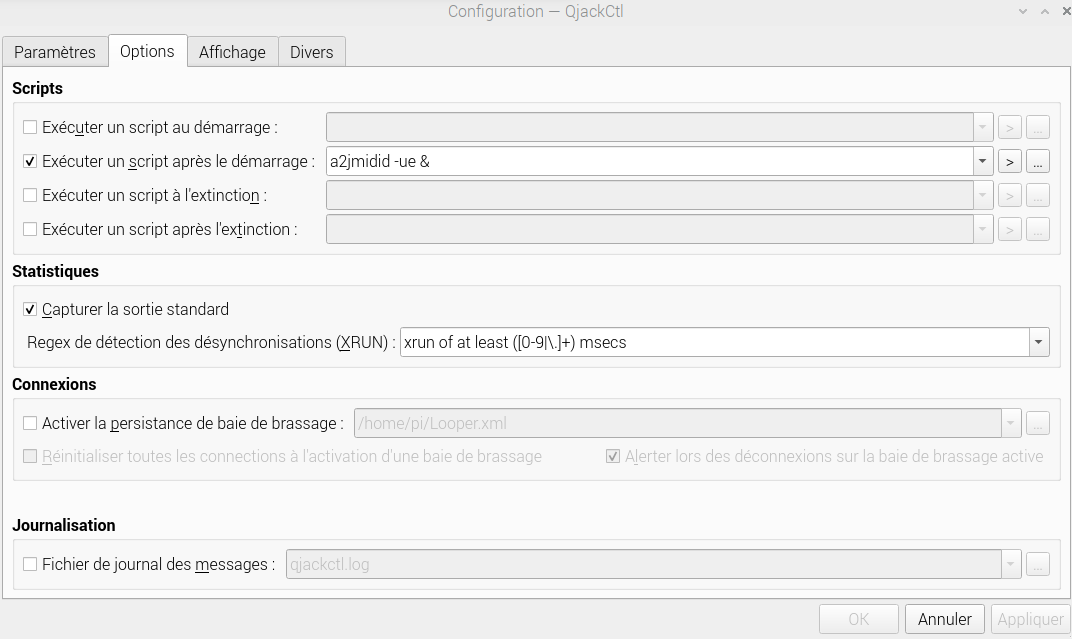 Configuration — QjackCtl
Paramètres Options Affichage Divers
Scripts
Exécuter un script au démarrage : > ...
Exécuter un script après le démarrage : a2jmidid -ue & > ...
Exécuter un script à l'extinction : > ...
Exécuter un script après l'extinction : > ...
Statistiques
Capturer la sortie standard
Regex de détection des désynchronisations (XRUN) : xrun of at least ([0-9|\.]+) msecs
Connexions
Activer la persistance de baie de brassage : /home/pi/Looper.xml ...
Réinitialiser toutes les connections à l'activation d'une baie de brassage Alerter lors des déconnexions sur la baie de brassage active
Journalisation
Fichier de journal des messages : qjackctl.log ...
OK Annuler Appliquer